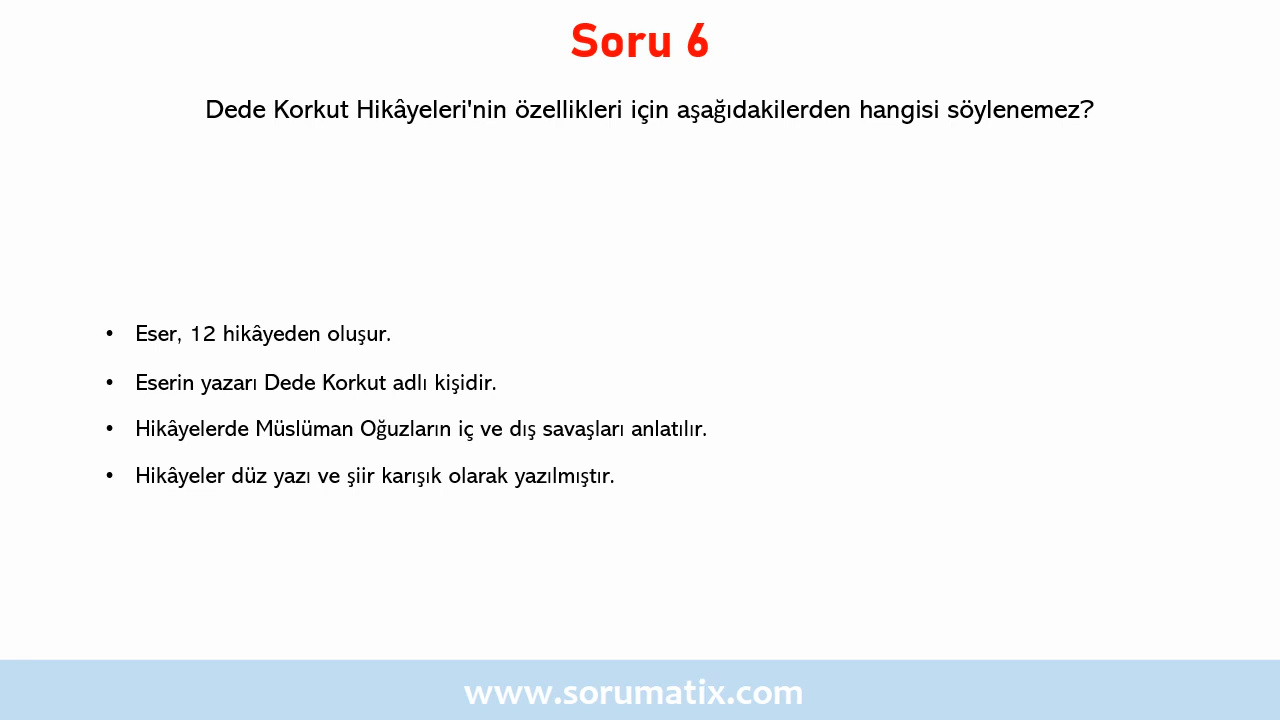 Soru 6
Dede Korkut Hikâyeleri'nin özellikleri için aşağıdakilerden hangisi söylenemez?
• Eser, 12 hikâyeden oluşur.
• Eserin yazarı Dede Korkut adlı kişidir.
• Hikâyelerde Müslüman Oğuzların iç ve dış savaşları anlatılır.
• Hikâyeler düz yazı ve şiir karışık olarak yazılmıştır.
www.sorumatix.com